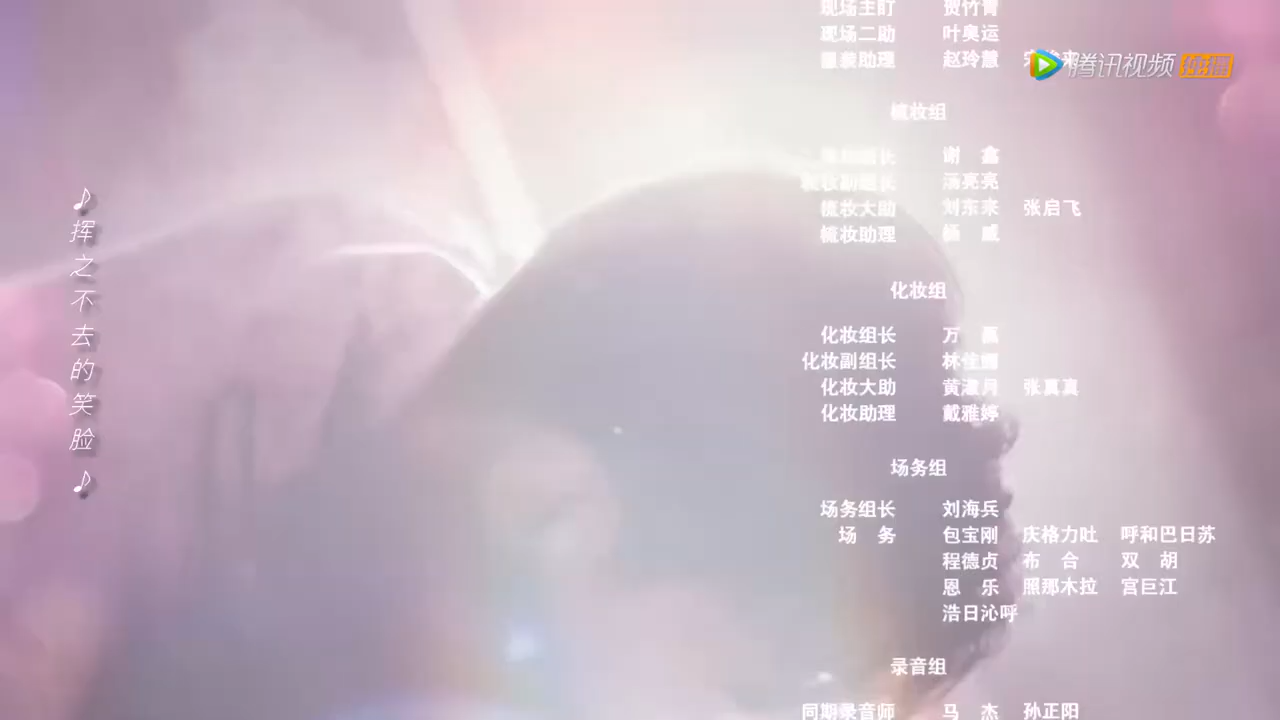 现场主盯 贺竹青
现场二助 叶奥运
服装助理 赵玲慧
腾讯视频 独播
梳妆组
谢 鑫
梳妆副组长 汤亮亮
梳妆大助 刘东来 张启飞
梳妆助理 杨 威
化妆组
化妆组长 万
化妆副组长
化妆大助 黄淑月 张真真
化妆助理 戴雅婷
场务组
场务组长 刘海兵
场 务 包宝刚 庆格力吐 呼和巴日苏
程德贞 布 合 双 胡
恩 乐 照那木拉 宫巨江
浩日沁呼
录音组
同期录音师 马 杰 孙正阳
♪挥之不去的笑脸♪